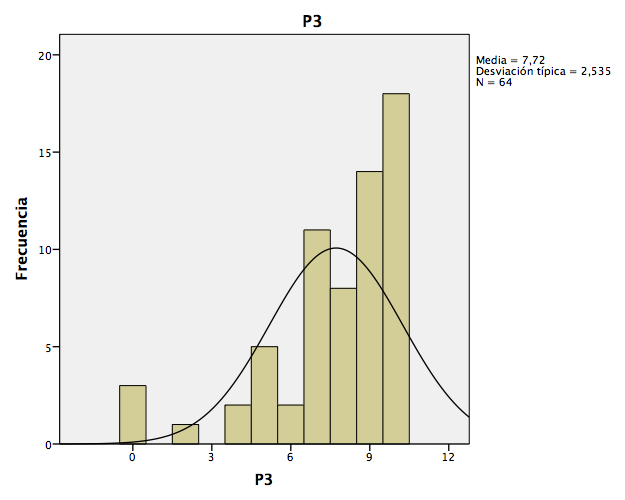 P3
20
15
10
5
0
Frecuencia
0 3 6 9 12
P3
Media = 7,72
Desviación típica = 2,535
N = 64